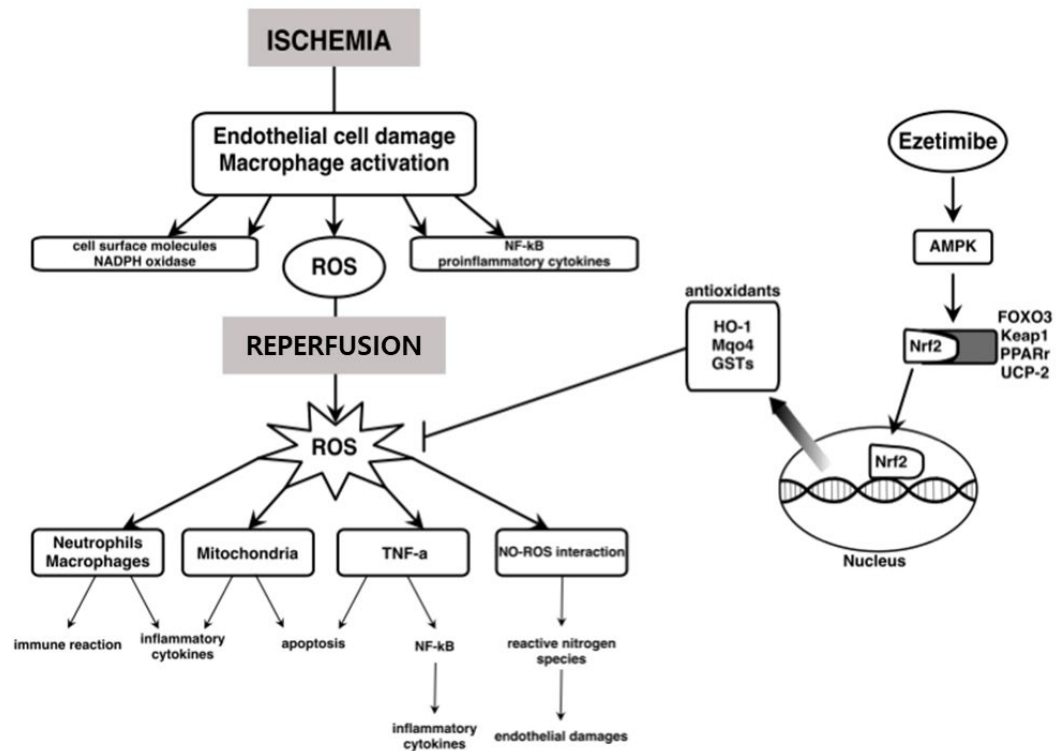 ISCHEMIA
Endothelial cell damage
Macrophage activation
cell surface molecules
NADPH oxidase
ROS
NF-kB
proinflammatory cytokines
REPERFUSION
ROS
Neutrophils
Macrophages
Mitochondria
TNF-a
NO-ROS interaction
immune reaction
inflammatory
cytokines
apoptosis
NF-kB
inflammatory
cytokines
reactive nitrogen
species
endothelial damages
Ezetimibe
AMPK
Nrf2
FOXO3
Keap1
PPARr
UCP-2
antioxidants
HO-1
Mqo4
GSTs
Nrf2
Nucleus